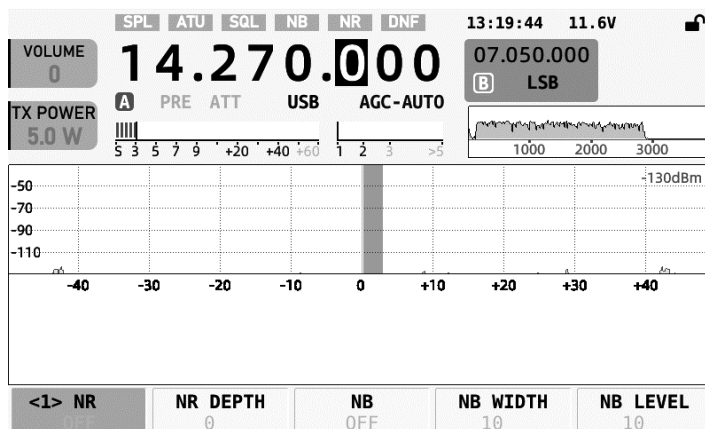 SPL ATU SQL NB NR DNF 13:19:44 11.6V
VOLUME
0
14.270.000
07.050.000
B LSB
A PRE ATT USB AGC-AUTO
TX POWER
5.0 W
S 3 5 7 9 +20 +40 +60 1 2 3 >5
1000 2000 3000
-130dBm
-50
-70
-90
-110
-40 -30 -20 -10 0 +10 +20 +30 +40
<1> NR NR DEPTH NB NB WIDTH NB LEVEL
OFF 0 OFF 10 10